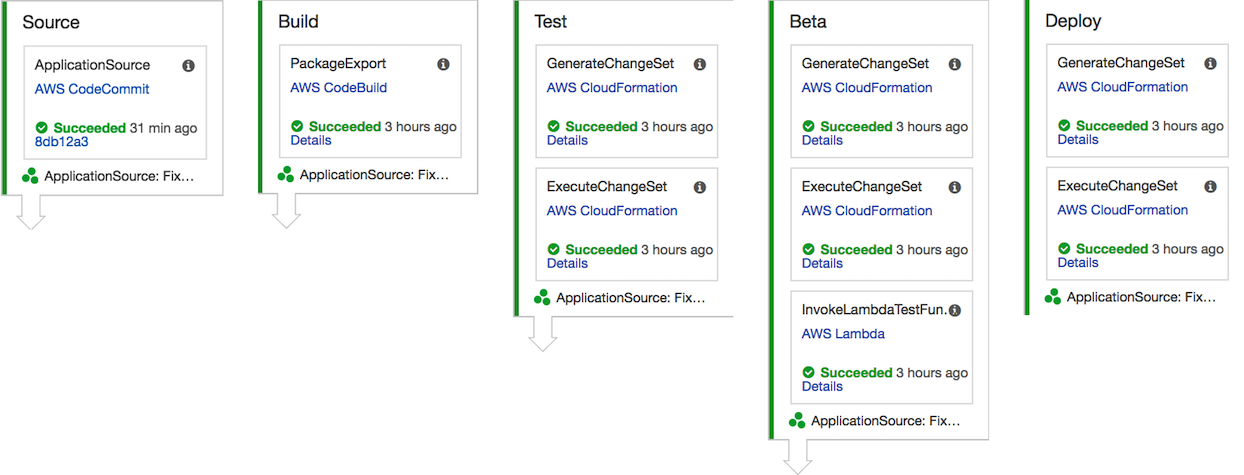 Source
ApplicationSource
AWS CodeCommit
Succeeded 31 min ago
8db12a3
ApplicationSource: Fix…
Build
PackageExport
AWS CodeBuild
Succeeded 3 hours ago
Details
ApplicationSource: Fix…
Test
GenerateChangeSet
AWS CloudFormation
Succeeded 3 hours ago
Details
ExecuteChangeSet
AWS CloudFormation
Succeeded 3 hours ago
Details
ApplicationSource: Fix…
Beta
GenerateChangeSet
AWS CloudFormation
Succeeded 3 hours ago
Details
ExecuteChangeSet
AWS CloudFormation
Succeeded 3 hours ago
Details
InvokeLambdaTestFun.
AWS Lambda
Succeeded 3 hours ago
Details
ApplicationSource: Fix…
Deploy
GenerateChangeSet
AWS CloudFormation
Succeeded 3 hours ago
Details
ExecuteChangeSet
AWS CloudFormation
Succeeded 3 hours ago
Details
ApplicationSource: Fix…